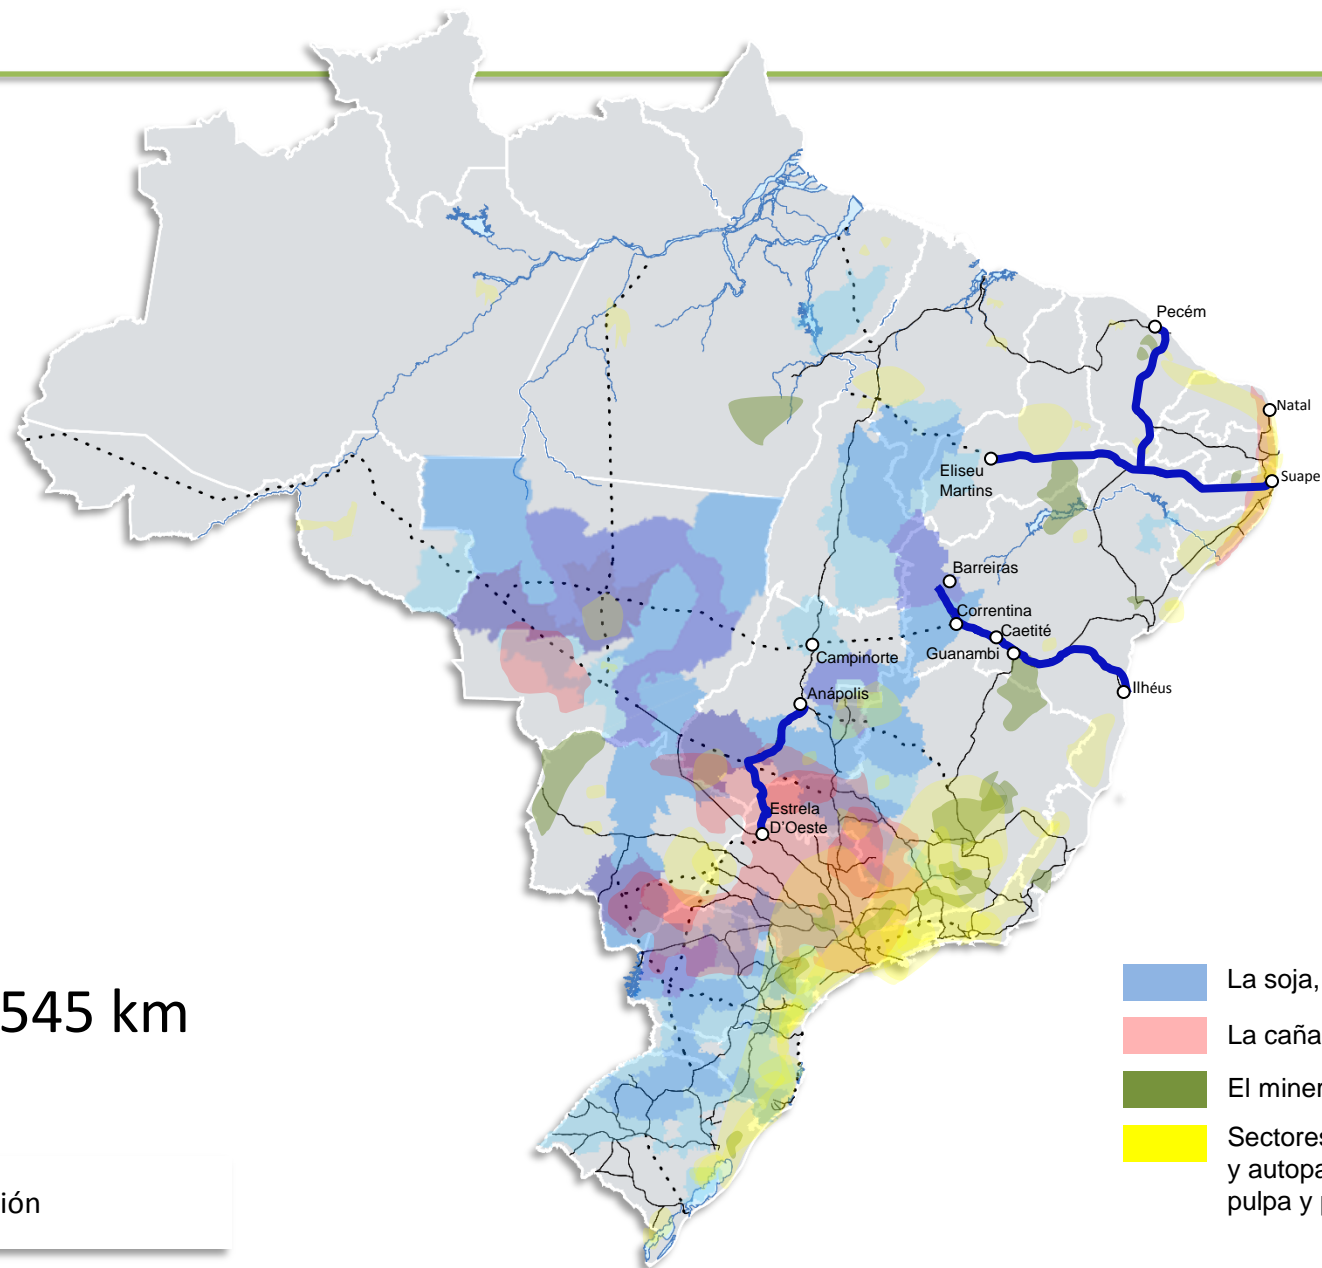 Pecém
Natal
Eliseu
Martins
Suape
Barreiras
Correntina
Caetité
Guanambi
Campinorte
Ilhéus
Anápolis
Estrela
D'Oeste
545 km
ión
La soja,
La caña
El miner
Sectores
y autopa
pulpa y